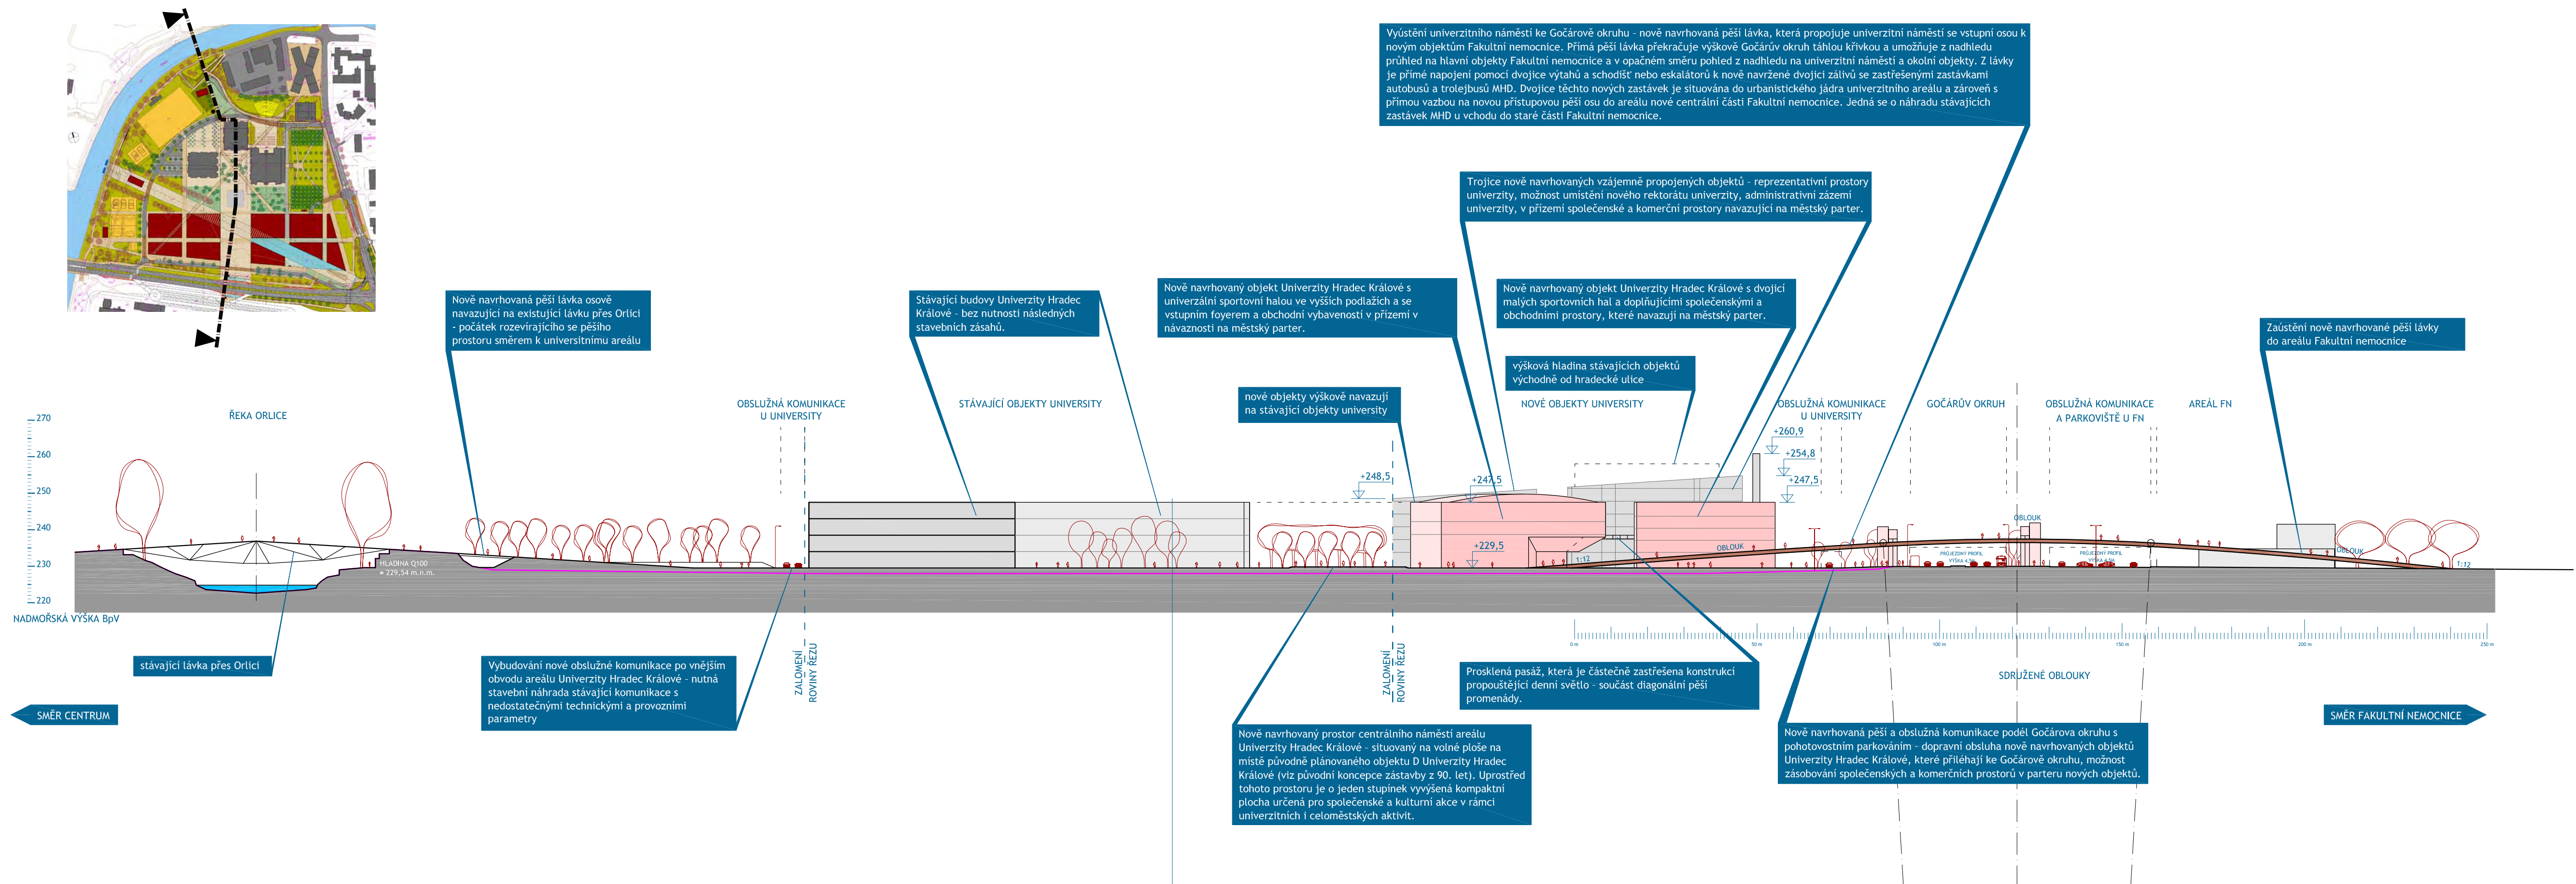 Vyústění univerzitního náměstí ke Gočárově okruhu – nově navrhovaná pěší lávka, která propojuje univerzitní náměstí se vstupní osou k
novým objektům Fakultní nemocnice. Přímá pěší lávka překračuje výškově Gočárův okruh táhlou křivkou a umožňuje z nadhledu
průhled na hlavní objekty Fakultní nemocnice a v opačném směru pohled z nadhledu na univerzitní náměstí a okolní objekty. Z lávky
je přímé napojení pomocí dvojice výtahů a schodišť nebo eskalátorů k nově navržené dvojici zálivů se zastřešenými zastávkami
autobusů a trolejbusů MHD. Dvojice těchto nových zastávek je situována do urbanistického jádra univerzitního areálu a zároveň s
přímou vazbou na novou přístupovou pěší osu do areálu nové centrální části Fakultní nemocnice. Jedná se o náhradu stávajících
zastávek MHD u vchodu do staré části Fakultní nemocnice.
Trojice nově navrhovaných vzájemně propojených objektů – reprezentativní prostory
univerzity, možnost umístění nového rektorátu univerzity, administrativní zázemí
univerzity, v přízemí společenské a komerční prostory navazující na městský parter.
Nově navrhovaná pěší lávka osově
navazující na existující lávku přes Orlici
- počátek rozevírajícího se pěšího
prostoru směrem k universitnímu areálu
Stávající budovy Univerzity Hradec
Králové – bez nutnosti následných
stavebních zásahů.
Nově navrhovaný objekt Univerzity Hradec Králové s
univerzální sportovní halou ve vyšších podlažích a se
vstupním foyerem a obchodní vybaveností v přízemí v
návaznosti na městský parter.
Nově navrhovaný objekt Univerzity Hradec Králové s dvojicí
malých sportovních hal a doplňujícími společenskými a
obchodními prostory, které navazují na městský parter.
Zaústění nově navrhované pěší lávky
do areálu Fakultní nemocnice
výšková hladina stávajících objektů
východně od hradecké ulice
nové objekty výškově navazují
na stávající objekty university
ŘEKA ORLICE
OBSLUŽNÁ KOMUNIKACE
U UNIVERSITY
STÁVAJÍCÍ OBJEKTY UNIVERSITY
NOVÉ OBJEKTY UNIVERSITY
OBSLUŽNÁ KOMUNIKACE
U UNIVERSITY
GOČÁRŮV OKRUH
OBSLUŽNÁ KOMUNIKACE
A PARKOVIŠTĚ U FN
AREÁL FN
270
260
250
240
230
220
NADMOŘSKÁ VÝŠKA BpV
HLADINA Q100
= 229,54 m.n.m.
+248,5
+247,5
+229,5
+260,9
+254,8
+247,5
1:12
OBLOUK
OBLOUK
OBLOUK
1:12
PRŮJEZDNÝ PROFIL
PRŮJEZDNÝ PROFIL
0 m
50 m
100 m
150 m
200 m
250 m
ZALOMENÍ
ROVINY ŘEZU
ZALOMENÍ
ROVINY ŘEZU
SDRUŽENÉ OBLOUKY
stávající lávka přes Orlici
Vybudování nové obslužné komunikace po vnějším
obvodu areálu Univerzity Hradec Králové – nutná
stavební náhrada stávající komunikace s
nedostatečnými technickými a provozními
parametry
Prosklená pasáž, která je částečně zastřešena konstrukcí
propouštějící denní světlo – součást diagonální pěší
promenády.
Nově navrhovaný prostor centrálního náměstí areálu
Univerzity Hradec Králové – situovaný na volné ploše na
místě původně plánovaného objektu D Univerzity Hradec
Králové (viz původní koncepce zástavby z 90. let). Uprostřed
tohoto prostoru je o jeden stupínek vyvýšená kompaktní
plocha určená pro společenské a kulturní akce v rámci
univerzitních i celoměstských aktivit.
Nově navrhovaná pěší a obslužná komunikace podél Gočárova okruhu s
pohotovostním parkováním – dopravní obsluha nově navrhovaných objektů
Univerzity Hradec Králové, které přiléhají ke Gočárově okruhu, možnost
zásobování společenských a komerčních prostorů v parteru nových objektů.
SMĚR CENTRUM
SMĚR FAKULTNÍ NEMOCNICE